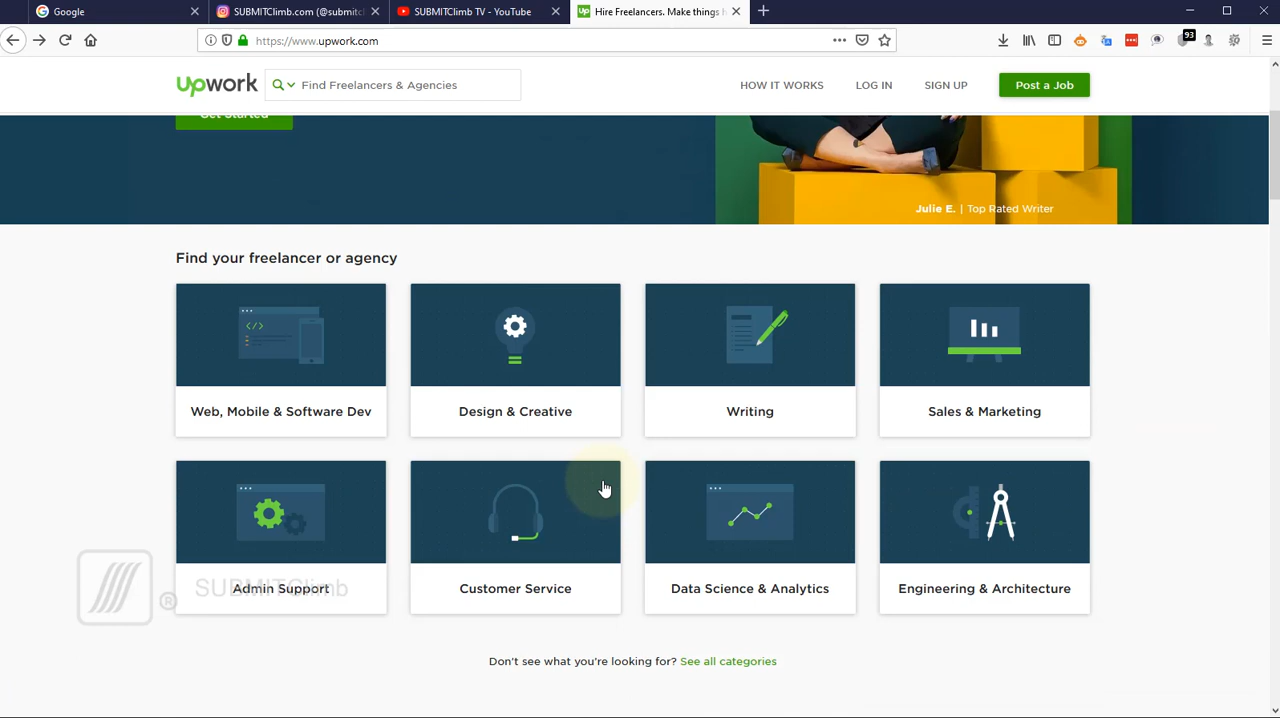 Google
SUBMITClimb.com (@submitcl
SUBMITClimb TV - YouTube
Hire Freelancers. Make things h
https://www.upwork.com
93
upwork
Find Freelancers & Agencies
HOW IT WORKS
LOG IN
SIGN UP
Post a Job
Get Started
Julie E. | Top Rated Writer
Find your freelancer or agency
Web, Mobile & Software Dev
Design & Creative
Writing
Sales & Marketing
Admin Support
Customer Service
Data Science & Analytics
Engineering & Architecture
SUBMITClimb
®
Don't see what you're looking for? See all categories